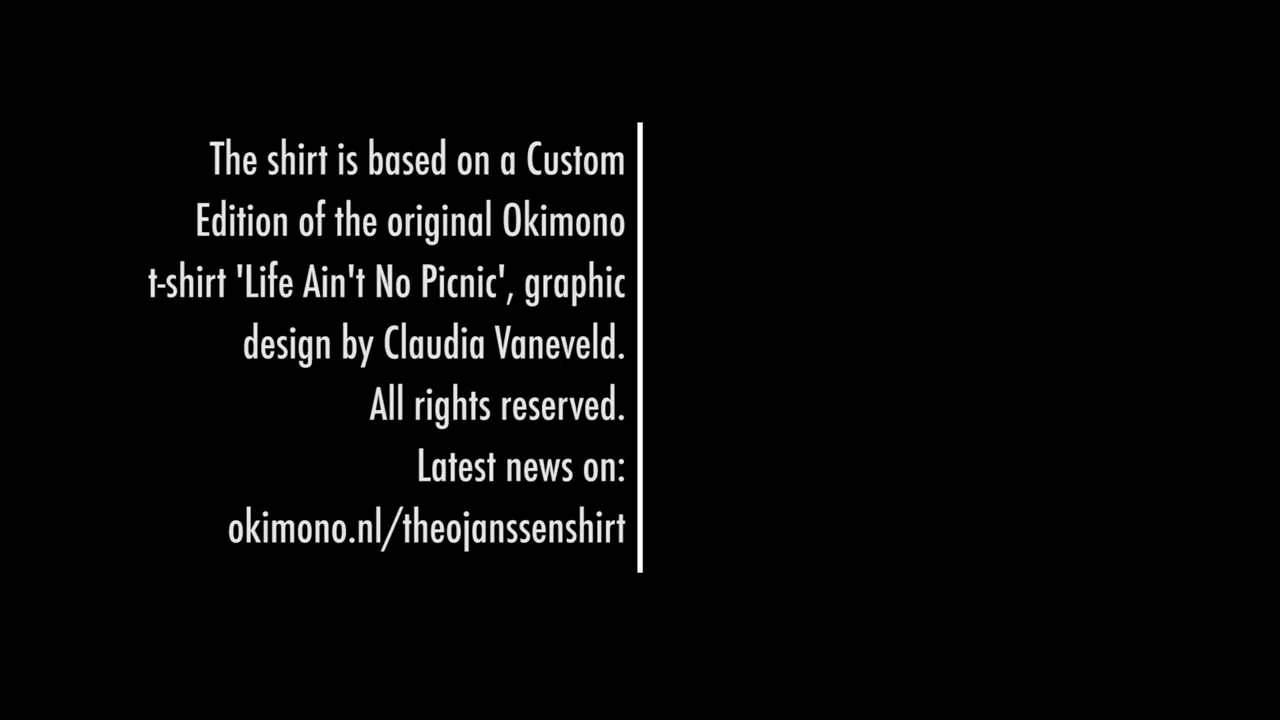 The shirt is based on a Custom
Edition of the original Okimono
t-shirt 'Life Ain't No Picnic', graphic
design by Claudia Vaneveld.
All rights reserved.
Latest news on:
okimono.nl/theojanssenshirt